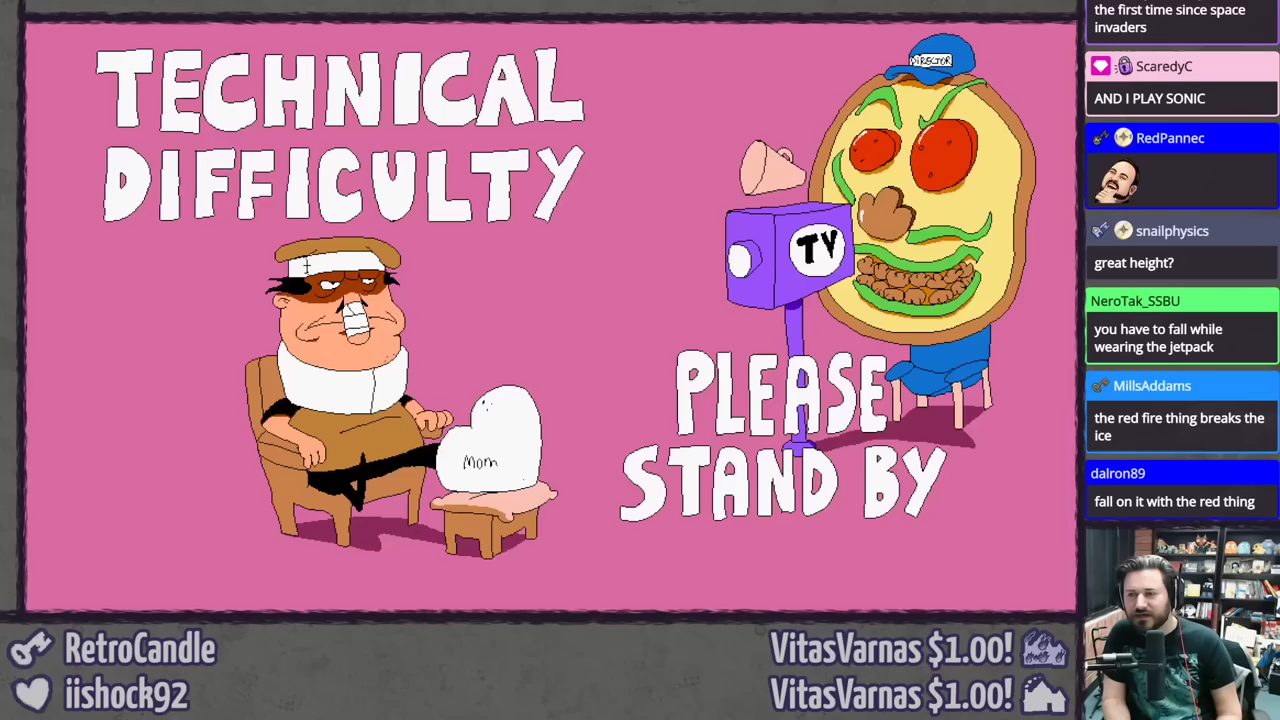 TECHNICAL
DIFFICULTY
DIRECTOR
TV
Mom
PLEASE
STAND BY
the first time since space
invaders
ScaredyC
AND I PLAY SONIC
RedPannec
snailphysics
great height?
NeroTak_SSBU
you have to fall while
wearing the jetpack
MillsAddams
the red fire thing breaks the
ice
dalron89
fall on it with the red thing
RetroCandle
iishock92
VitasVarnas $1.00!
VitasVarnas $1.00!